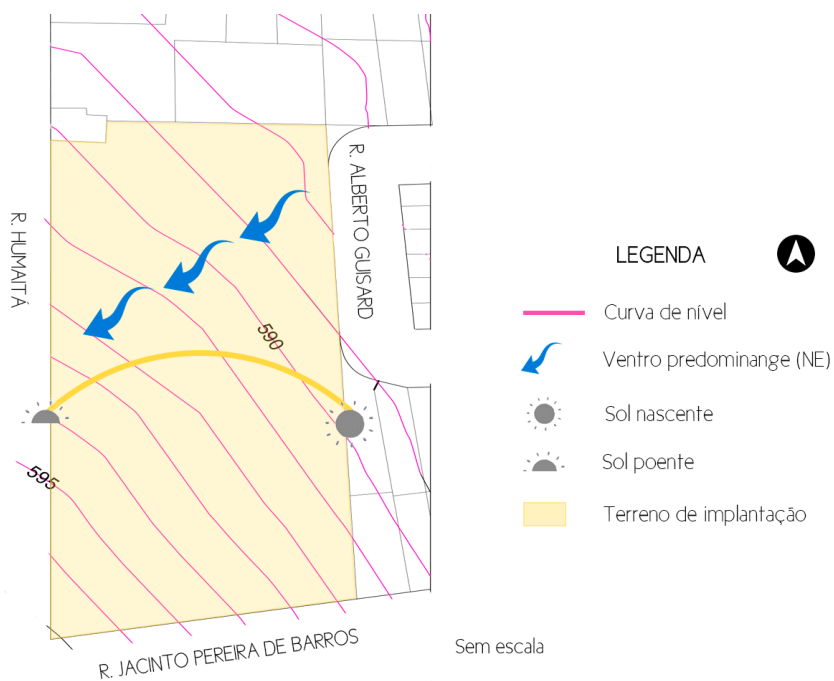 R. ALBERTO GUISARD
R. HUMAITÁ
590
595
R. JACINTO PEREIRA DE BARROS
LEGENDA
Curva de nível
Ventro predominange (NE)
Sol nascente
Sol poente
Terreno de implantação
Sem escala